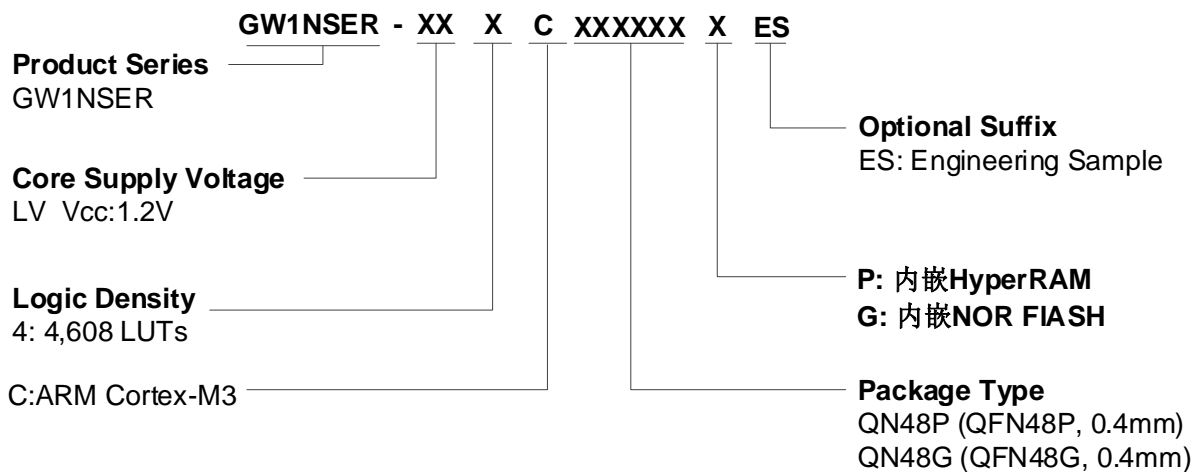 GW1NSER - XX X C XXXXXX X ES
Product Series
GW1NSER
Optional Suffix
ES: Engineering Sample
Core Supply Voltage
LV Vcc:1.2V
P: 内嵌HyperRAM
G: 内嵌NOR FlASH
Logic Density
4: 4,608 LUTs
C:ARM Cortex-M3
Package Type
QN48P (QFN48P, 0.4mm)
QN48G (QFN48G, 0.4mm)